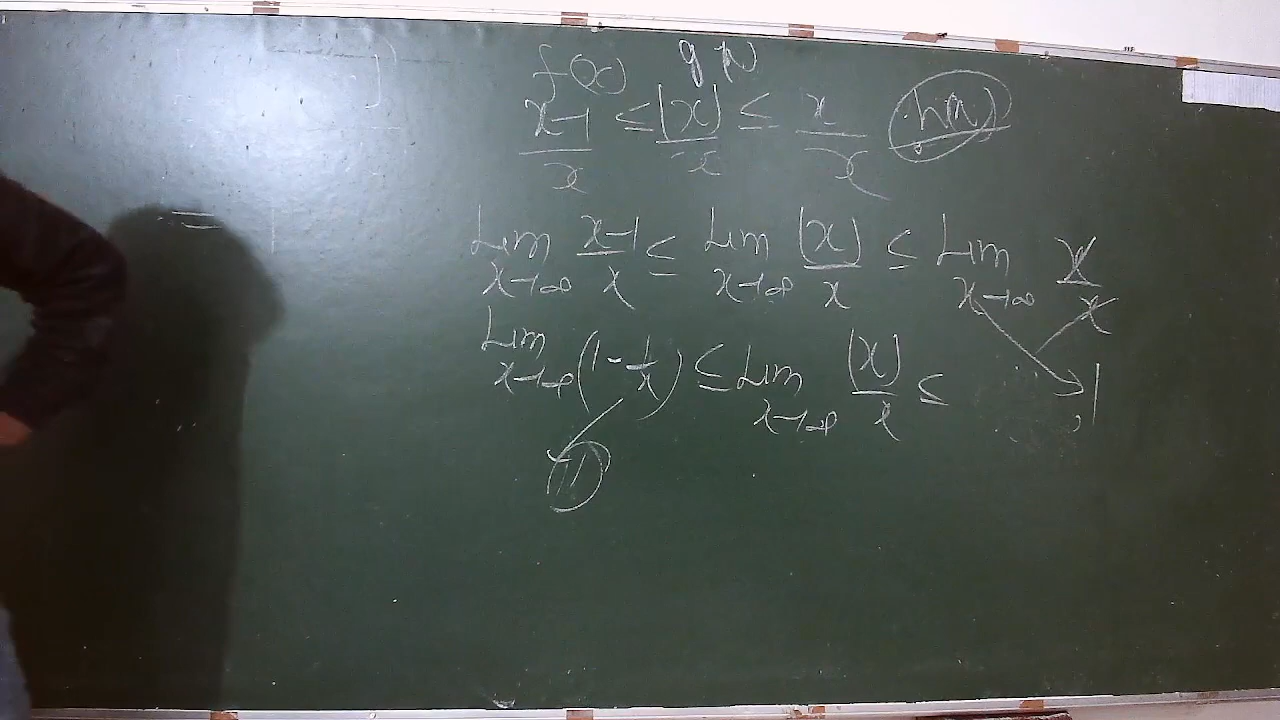 f(x) g(x)
x-1/x ≤ ⌊x⌋/x ≤ x/x h(x)
Lim x→∞ x-1/x ≤ Lim x→∞ ⌊x⌋/x ≤ Lim x→∞ x/x
Lim x→∞ (1-1/x) ≤ Lim x→∞ ⌊x⌋/x ≤ 1
1